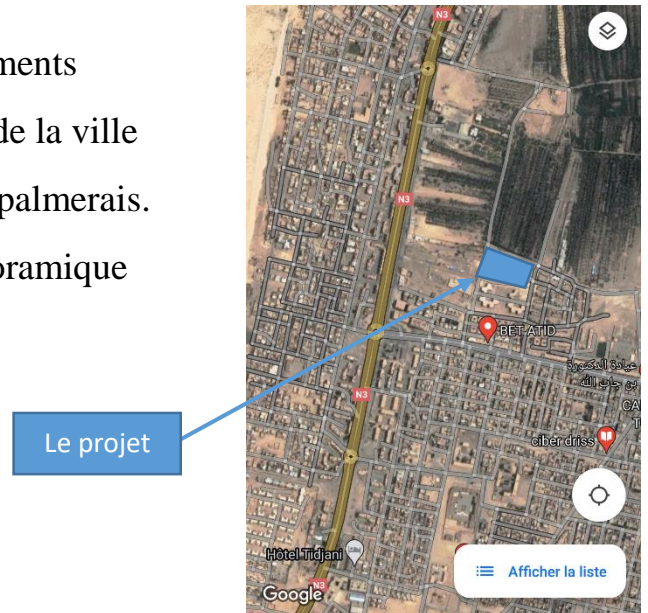 ments
de la ville
palmerais.
oramique
Le projet
N3
N3
BET ATID
عيادة الدكتورة
بن جاب الله
CA
T
N3
ciber driss
Hôtel Tidjani
Afficher la liste
Google
N3